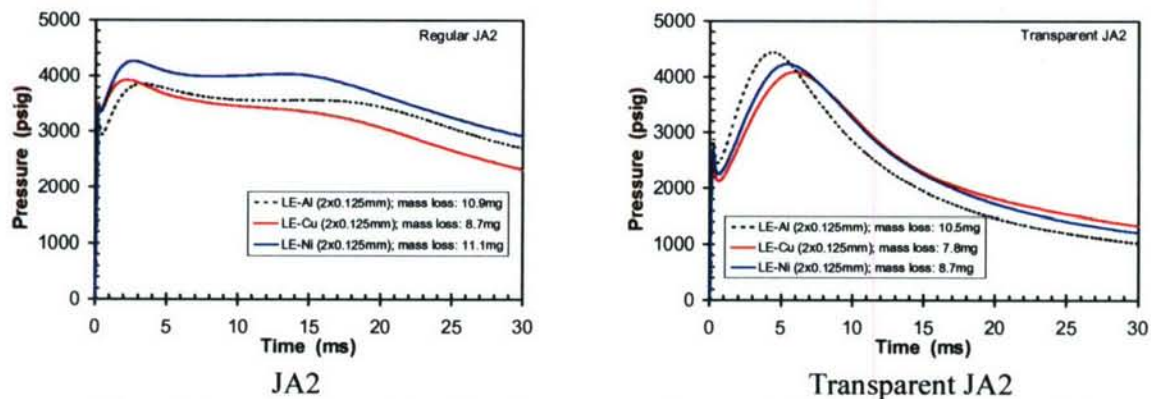 Regular JA2
Pressure (psig)
5000
4000
3000
2000
1000
0
LE-Al (2x0.125mm); mass loss: 10.9mg
LE-Cu (2x0.125mm); mass loss: 8.7mg
LE-Ni (2x0.125mm); mass loss: 11.1mg
0 5 10 15 20 25 30
Time (ms)
JA2
Transparent JA2
Pressure (psig)
5000
4000
3000
2000
1000
0
LE-Al (2x0.125mm); mass loss: 10.5mg
LE-Cu (2x0.125mm); mass loss: 7.8mg
LE-Ni (2x0.125mm); mass loss: 8.7mg
0 5 10 15 20 25 30
Time (ms)
Transparent JA2